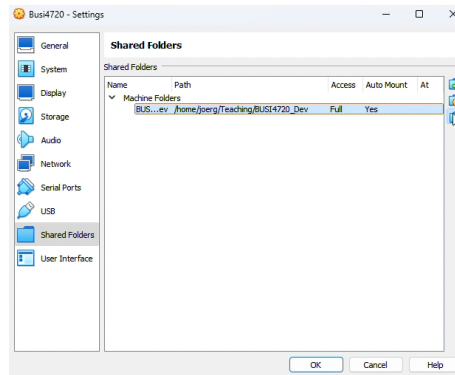 Busi4720 - Settings
General
System
Display
Storage
Audio
Network
Serial Ports
USB
Shared Folders
User Interface
Shared Folders
Shared Folders
Name Path Access Auto Mount At
Machine Folders
BUS...ev /home/joerg/Teaching/BUSI4720_Dev Full Yes
OK Cancel Help